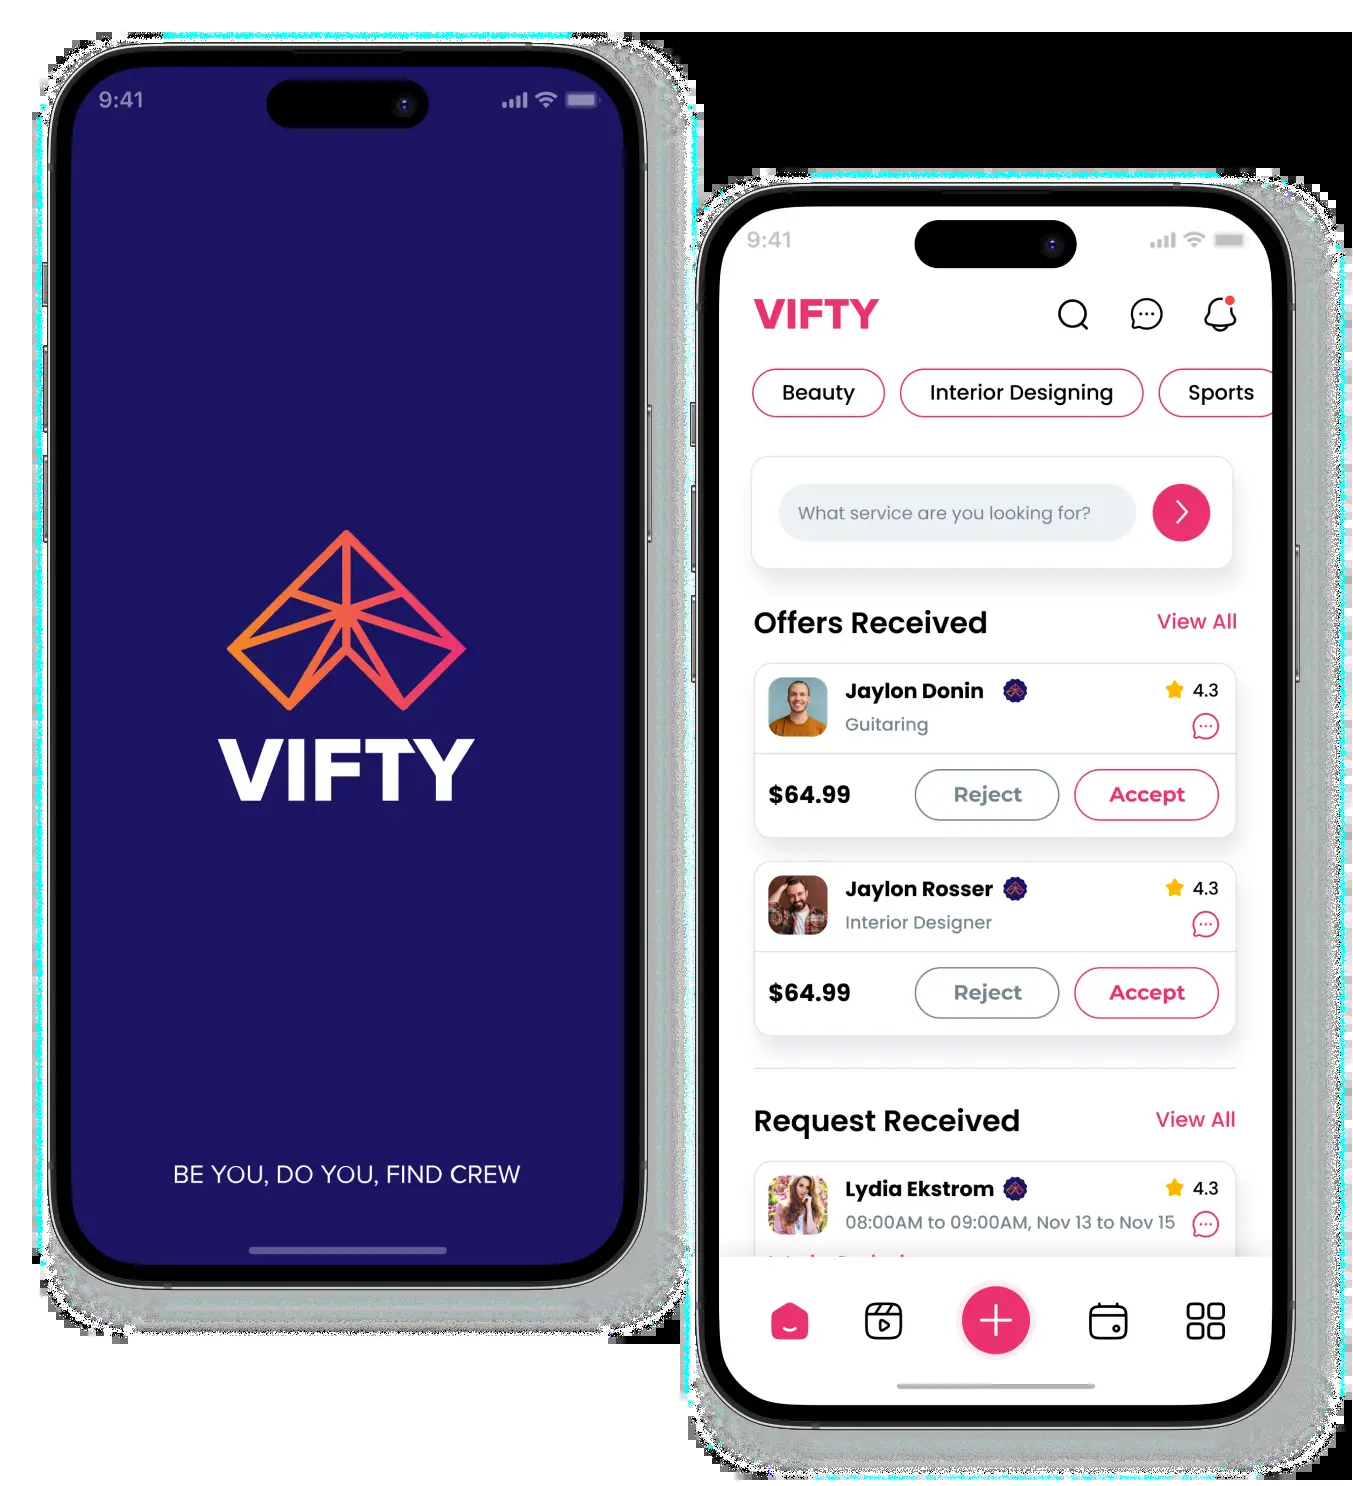 9:41
VIFTY
BE YOU, DO YOU, FIND CREW
9:41
VIFTY
Beauty
Interior Designing
Sports
What service are you looking for?
Offers Received
View All
Jaylon Donin
4.3
Guitaring
$64.99
Reject
Accept
Jaylon Rosser
4.3
Interior Designer
$64.99
Reject
Accept
Request Received
View All
Lydia Ekstrom
4.3
08:00AM to 09:00AM, Nov 13 to Nov 15